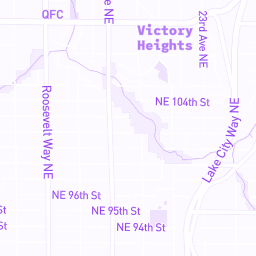 QFC
Victory
Heights
e NE
23rd Ave NE
NE 104th St
Roosevelt Way NE
Lake City Way NE
NE 96th St
NE 95th St
NE 94th St